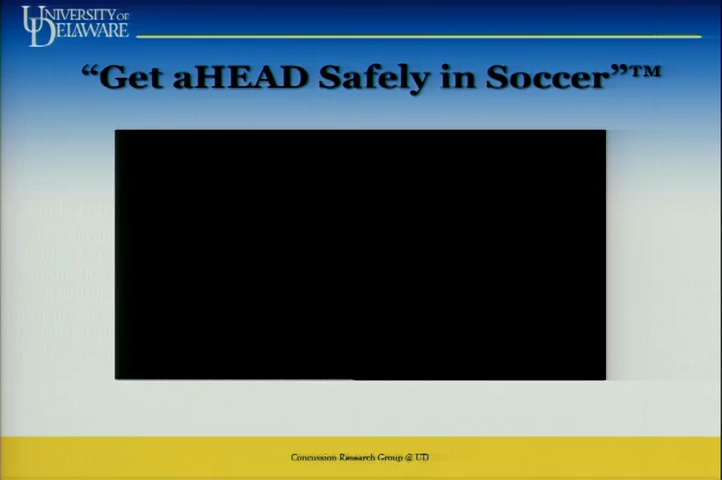 UNIVERSITY OF
DELAWARE
“Get aHEAD Safely in Soccer”™
Concussion Research Group @ UD